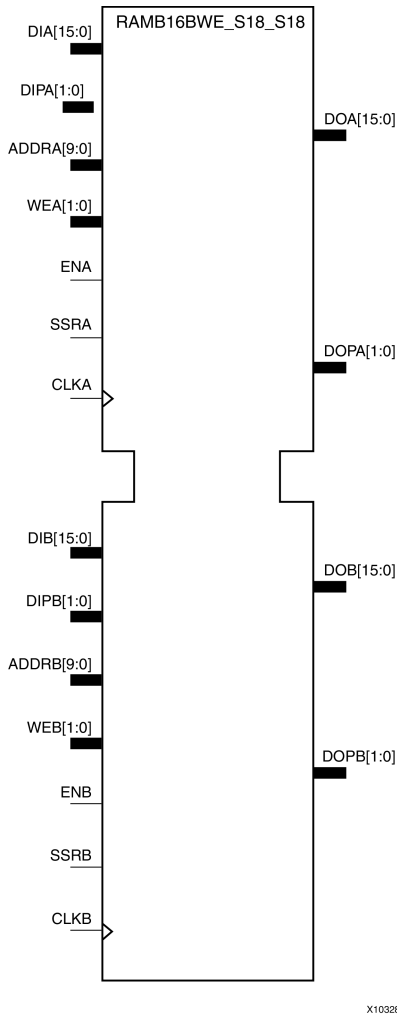 RAMB16BWE_S18_S18
DIA[15:0]
DIPA[1:0]
DOA[15:0]
ADDRA[9:0]
WEA[1:0]
ENA
SSRA
DOPA[1:0]
CLKA
DIB[15:0]
DOB[15:0]
DIPB[1:0]
ADDRB[9:0]
WEB[1:0]
DOPB[1:0]
ENB
SSRB
CLKB
X10328